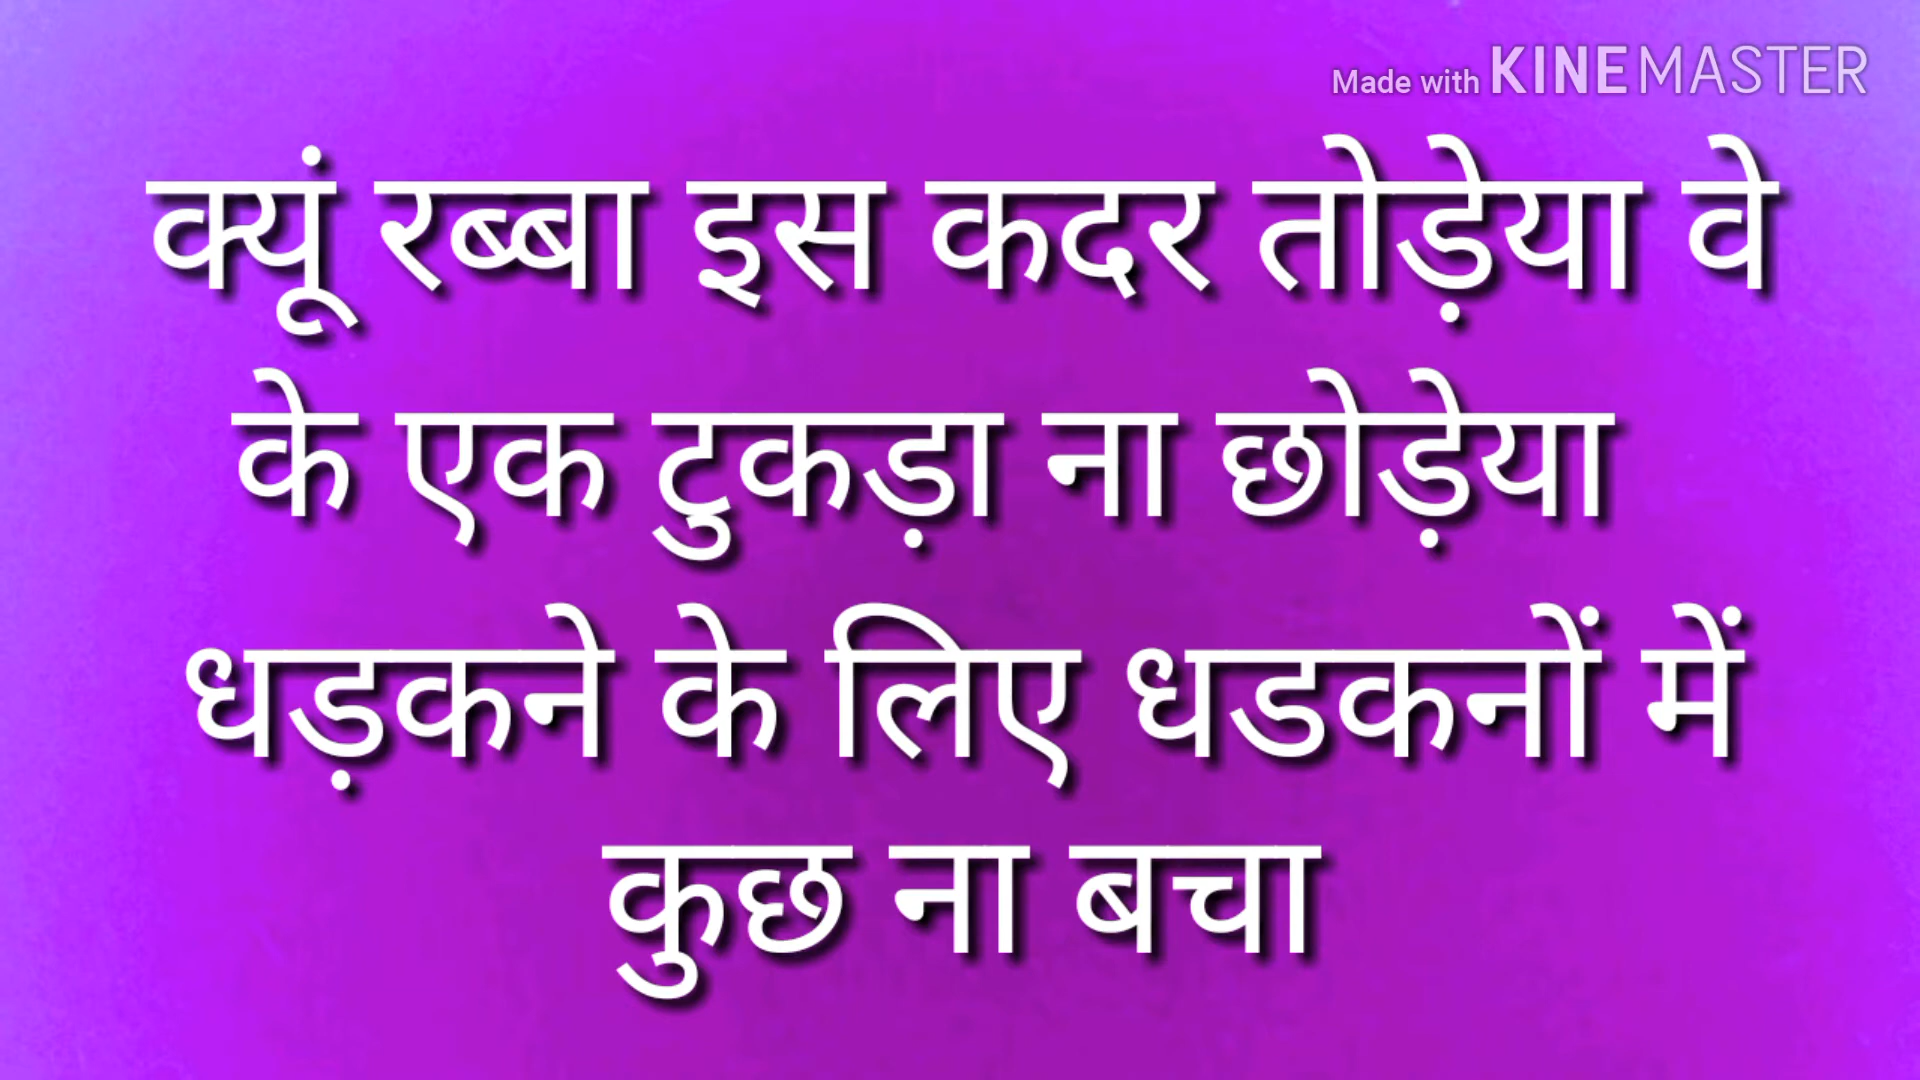 Made with KINEMASTER
क्यूं रब्बा इस कदर तोड़ेया वे
के एक टुकड़ा ना छोड़ेया
धड़कने के लिए धडकनों में
कुछ ना बचा